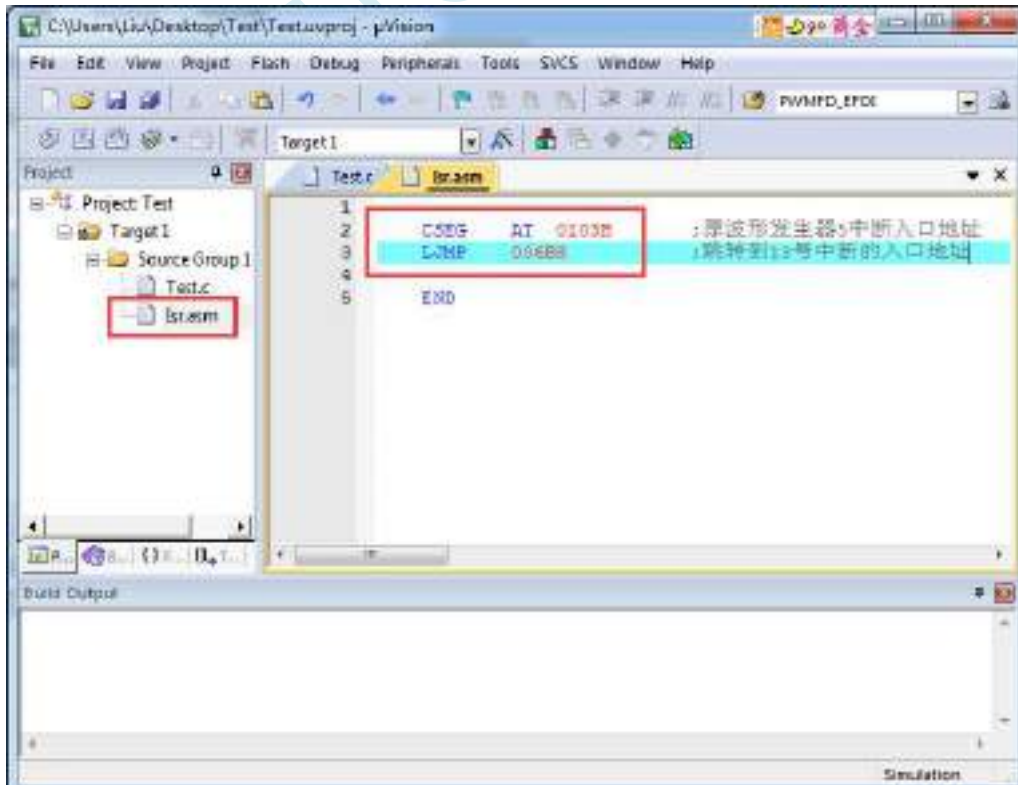 C:\Users\Liu\Desktop\Test\Test.uvproj - µVision
File Edit View Project Flash Debug Peripherals Tools SVCS Window Help
PWMFD_EFDI
Target 1
Project
Test.c
Isr.asm
Project: Test
Target 1
Source Group 1
Test.c
Isr.asm
1
2 CSEG AT 0103H ;原波形发生器5中断入口地址
3 LJMP 006BH ;跳转到13号中断的入口地址
4
5 END
Build Output
Simulation